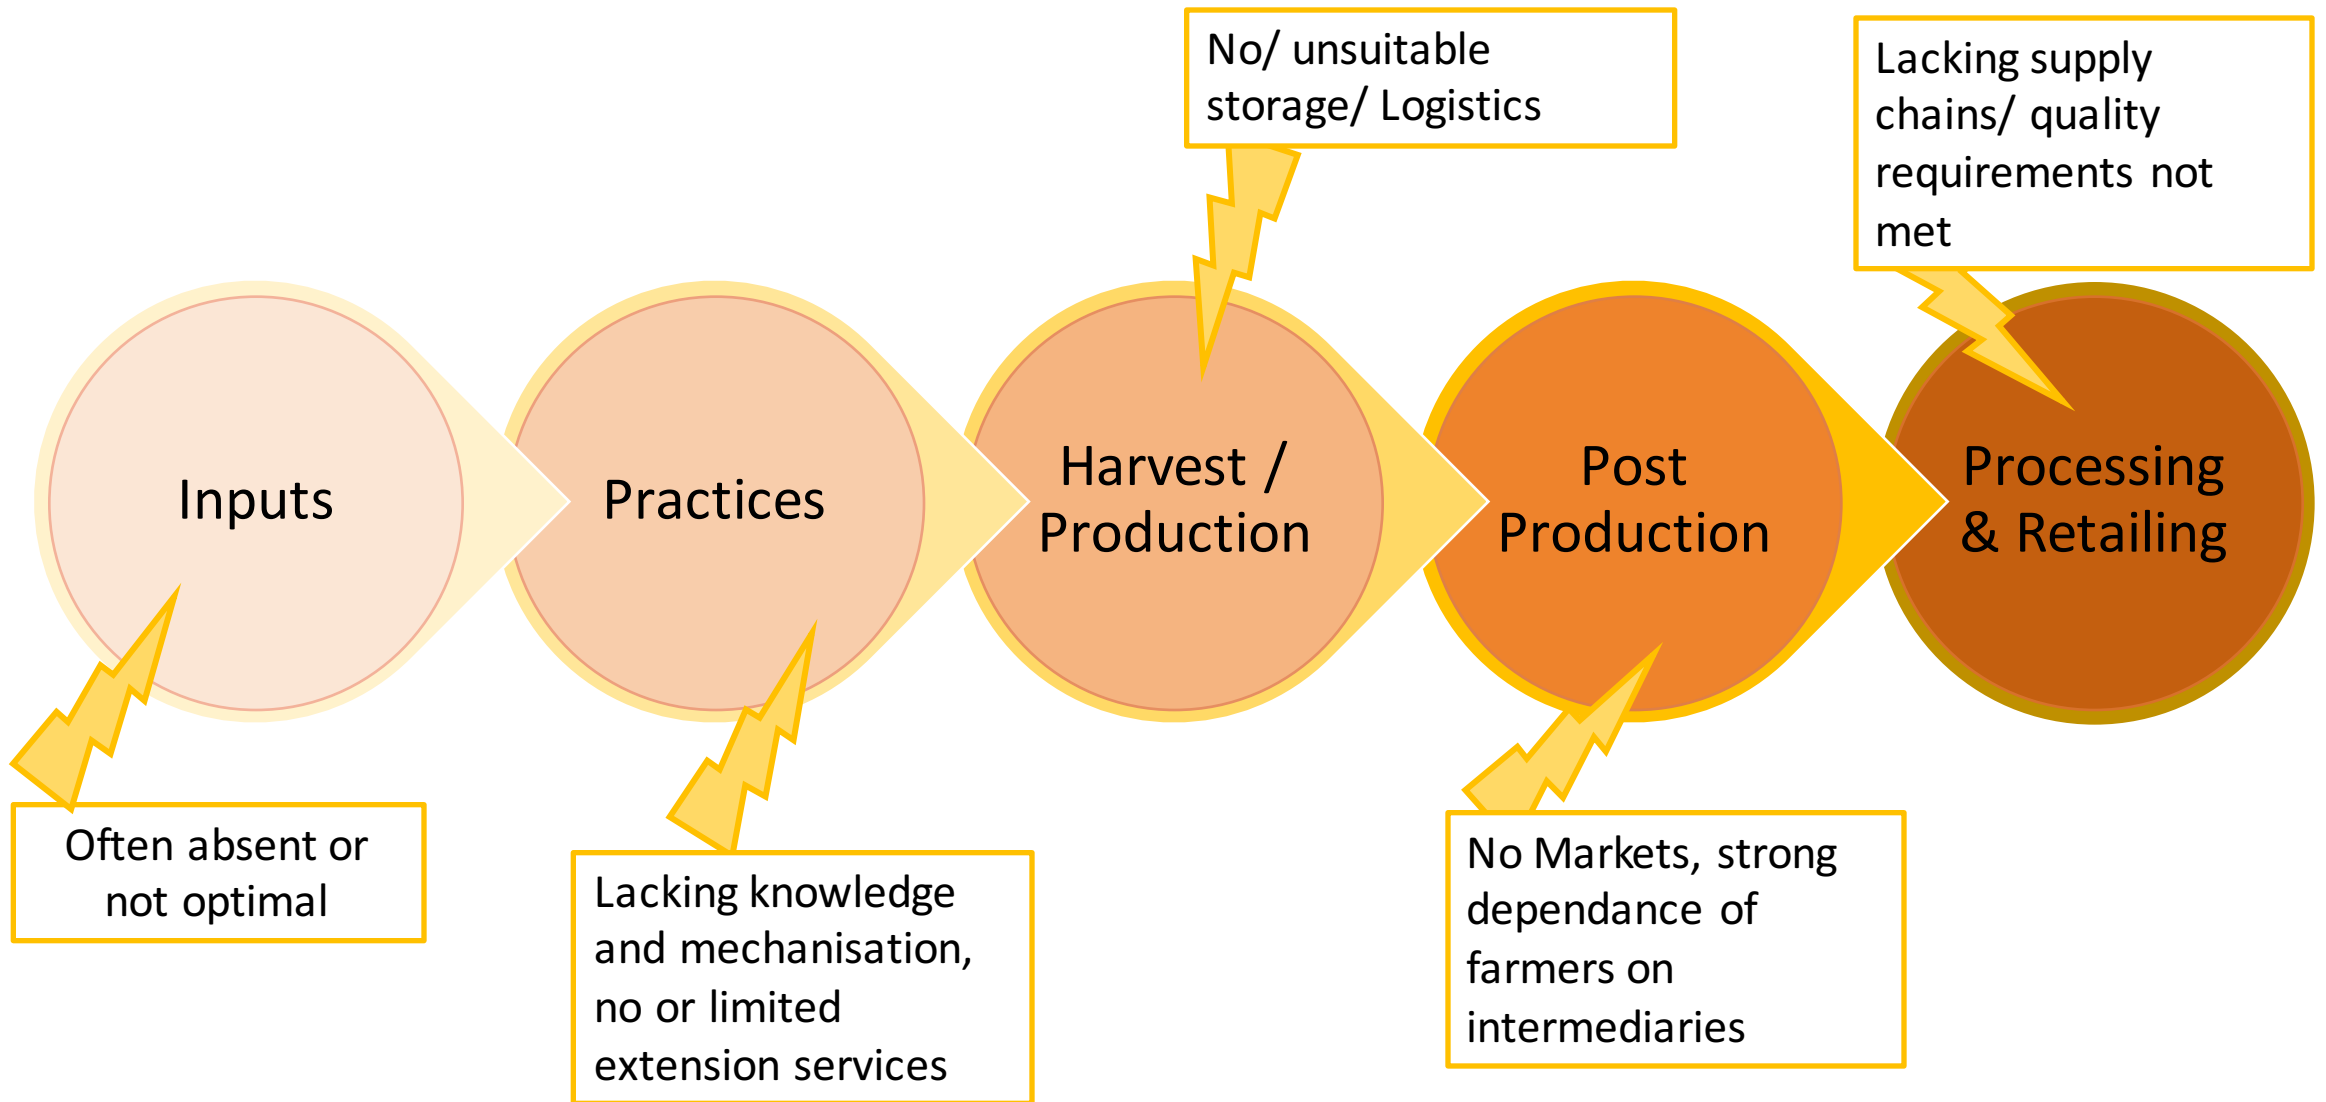 No/ unsuitable
storage/ Logistics
Lacking supply
chains/ quality
requirements not
met
Inputs
Practices
Harvest /
Production
Post
Production
Processing
& Retailing
Often absent or
not optimal
Lacking knowledge
and mechanisation,
no or limited
extension services
No Markets, strong
dependance of
farmers on
intermediaries